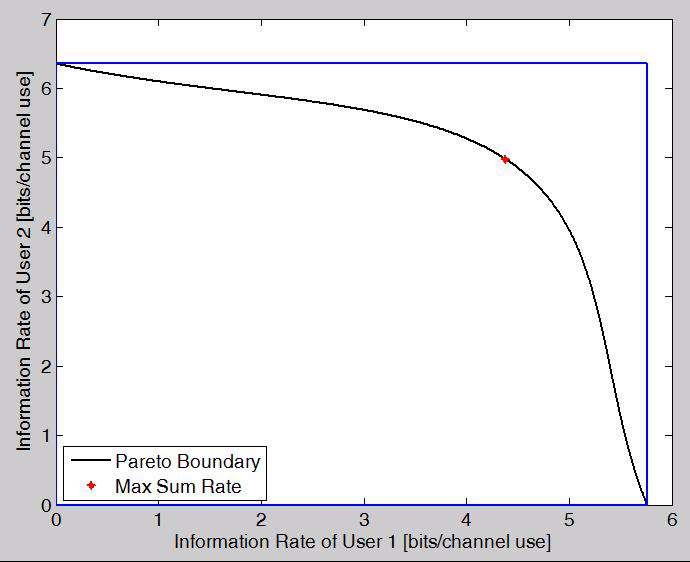 7
6
5
4
3
2
1
0
Information Rate of User 2 [bits/channel use]
Pareto Boundary
Max Sum Rate
0 1 2 3 4 5 6
Information Rate of User 1 [bits/channel use]